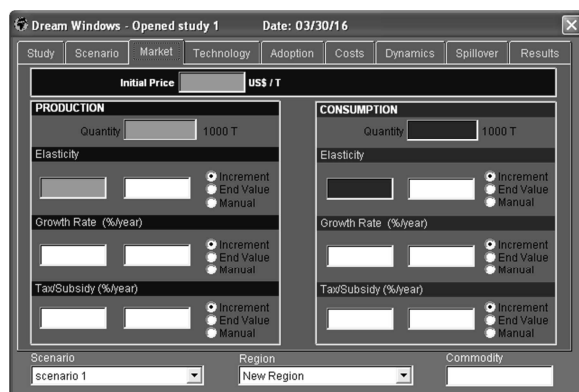 Dream Windows - Opened study 1 Date: 03/30/16
Study Scenario Market Technology Adoption Costs Dynamics Spillover Results
Initial Price US$ / T
PRODUCTION
Quantity 1000 T
Elasticity
Increment
End Value
Manual
Growth Rate (%/year)
Increment
End Value
Manual
Tax/Subsidy (%/year)
Increment
End Value
Manual
CONSUMPTION
Quantity 1000 T
Elasticity
Increment
End Value
Manual
Growth Rate (%/year)
Increment
End Value
Manual
Tax/Subsidy (%/year)
Increment
End Value
Manual
Scenario Region Commodity
scenario 1 New Region